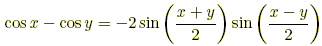 cos x − cos y = −2 sin ( (x + y) / 2 ) sin ( (x − y) / 2 )